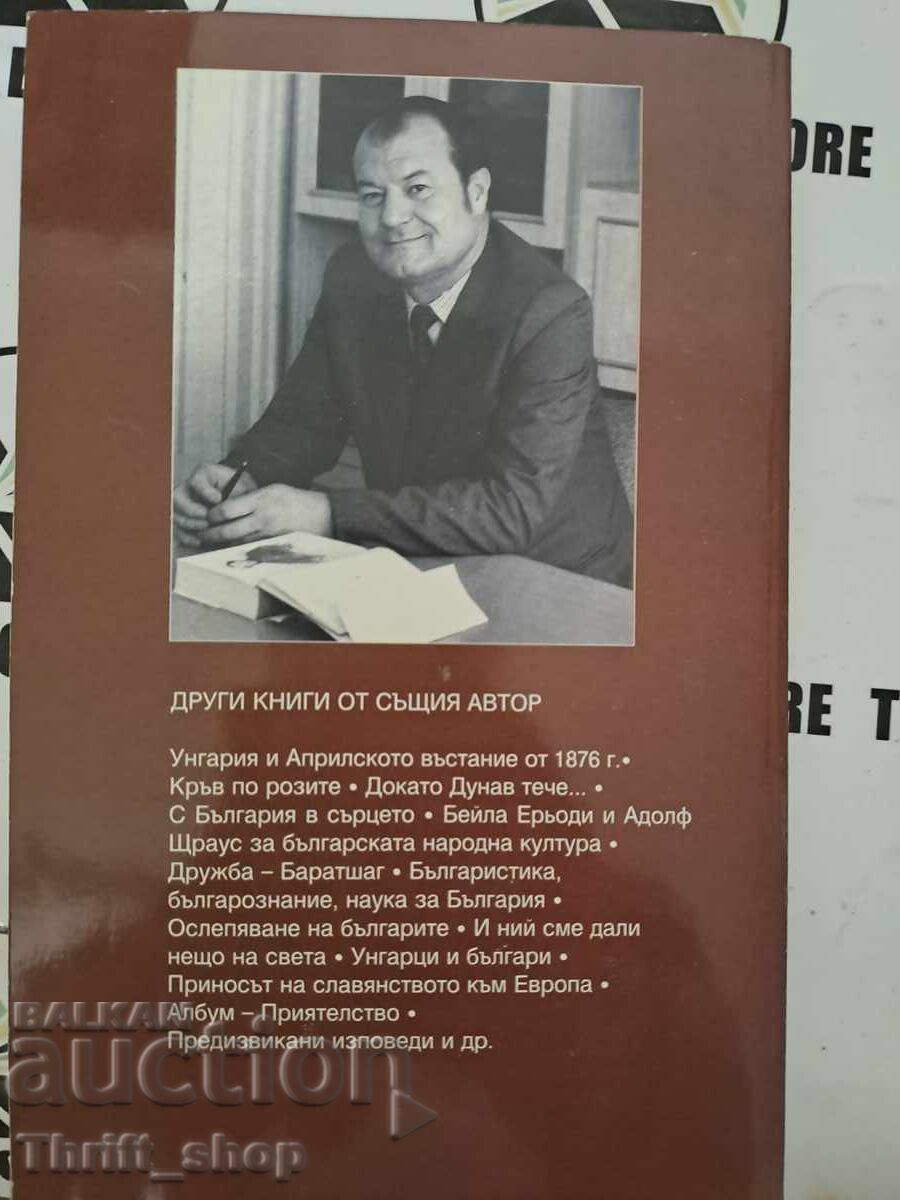 ORE
RE T
ДРУГИ КНИГИ ОТ СЪЩИЯ АВТОР
Унгария и Априлското въстание от 1876 г.•
Кръв по розите • Докато Дунав тече... •
С България в сърцето • Бейла Ерьоди и Адолф
Щраус за българската народна култура •
Дружба – Баратшаг • Българистика,
българознание, наука за България •
Ослепяване на българите • И ний сме дали
нещо на света • Унгарци и българи •
Приносът на славянството към Европа •
Албум – Приятелство •
Предизвикани изповеди и др.
BALKAN
auction
Thrift_shop